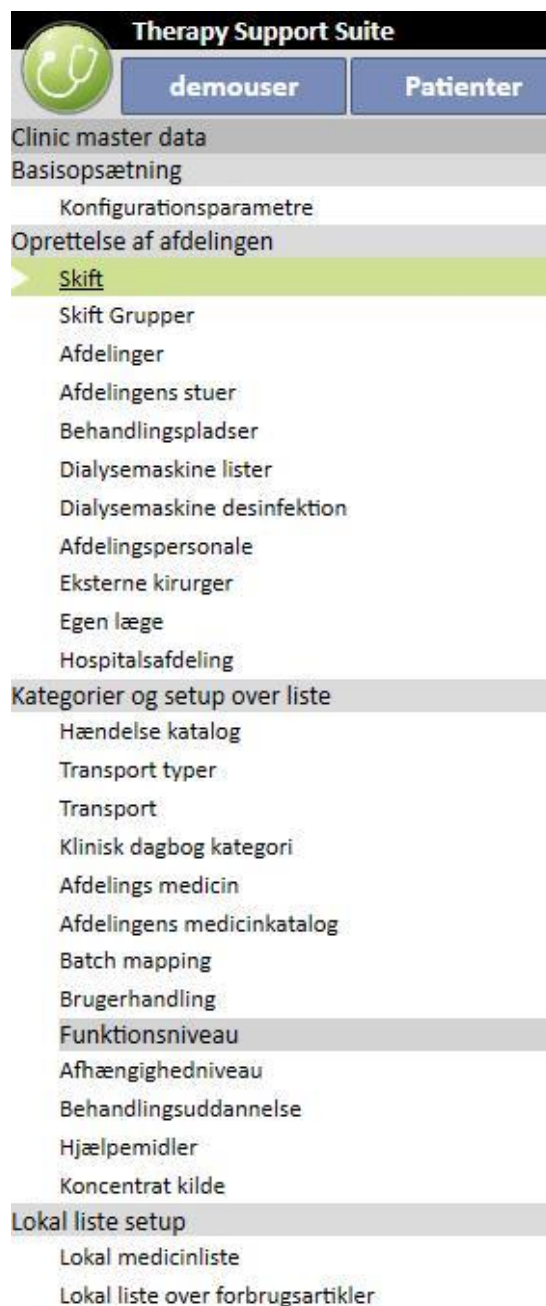 Therapy Support Suite
demouser Patienter
Clinic master data
Basisopsætning
Konfigurationsparametre
Oprettelse af afdelingen
Skift
Skift Grupper
Afdelinger
Afdelingens stuer
Behandlingspladser
Dialysemaskine lister
Dialysemaskine desinfektion
Afdelingspersonale
Eksterne kirurger
Egen læge
Hospitalsafdeling
Kategorier og setup over liste
Hændelse katalog
Transport typer
Transport
Klinisk dagbog kategori
Afdelings medicin
Afdelingens medicinkatalog
Batch mapping
Brugerhandling
Funktionsniveau
Afhængighedniveau
Behandlingsuddannelse
Hjælpemidler
Koncentrat kilde
Lokal liste setup
Lokal medicinliste
Lokal liste over forbrugsartikler